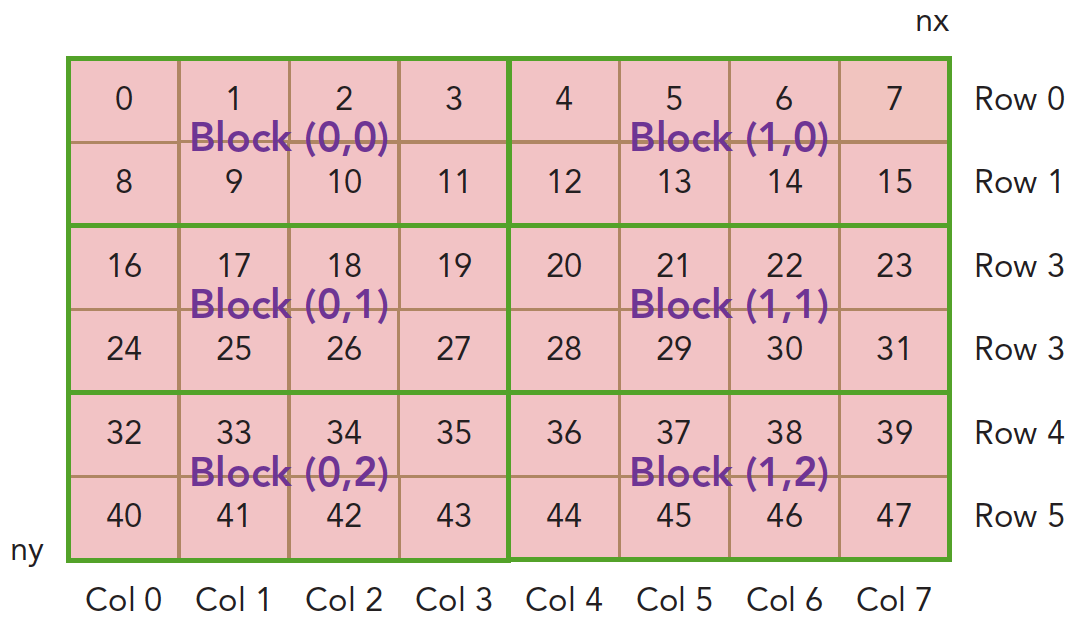 nx
0 1 2 3 4 5 6 7 Row 0
Block (0,0) Block (1,0)
8 9 10 11 12 13 14 15 Row 1
16 17 18 19 20 21 22 23 Row 3
Block (0,1) Block (1,1)
24 25 26 27 28 29 30 31 Row 3
32 33 34 35 36 37 38 39 Row 4
Block (0,2) Block (1,2)
40 41 42 43 44 45 46 47 Row 5
ny
Col 0 Col 1 Col 2 Col 3 Col 4 Col 5 Col 6 Col 7